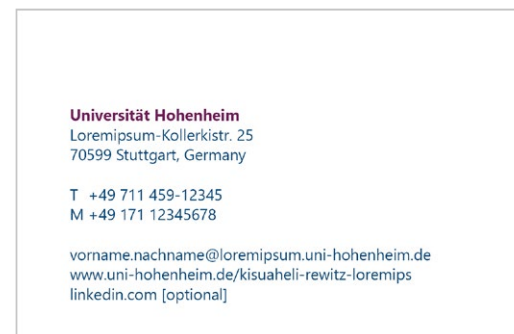 Universität Hohenheim
Loremipsum-Kollerkistr. 25
70599 Stuttgart, Germany
T +49 711 459-12345
M +49 171 12345678
vorname.nachname@loremipsum.uni-hohenheim.de
www.uni-hohenheim.de/kisuaheli-rewitz-loremips
linkedin.com [optional]